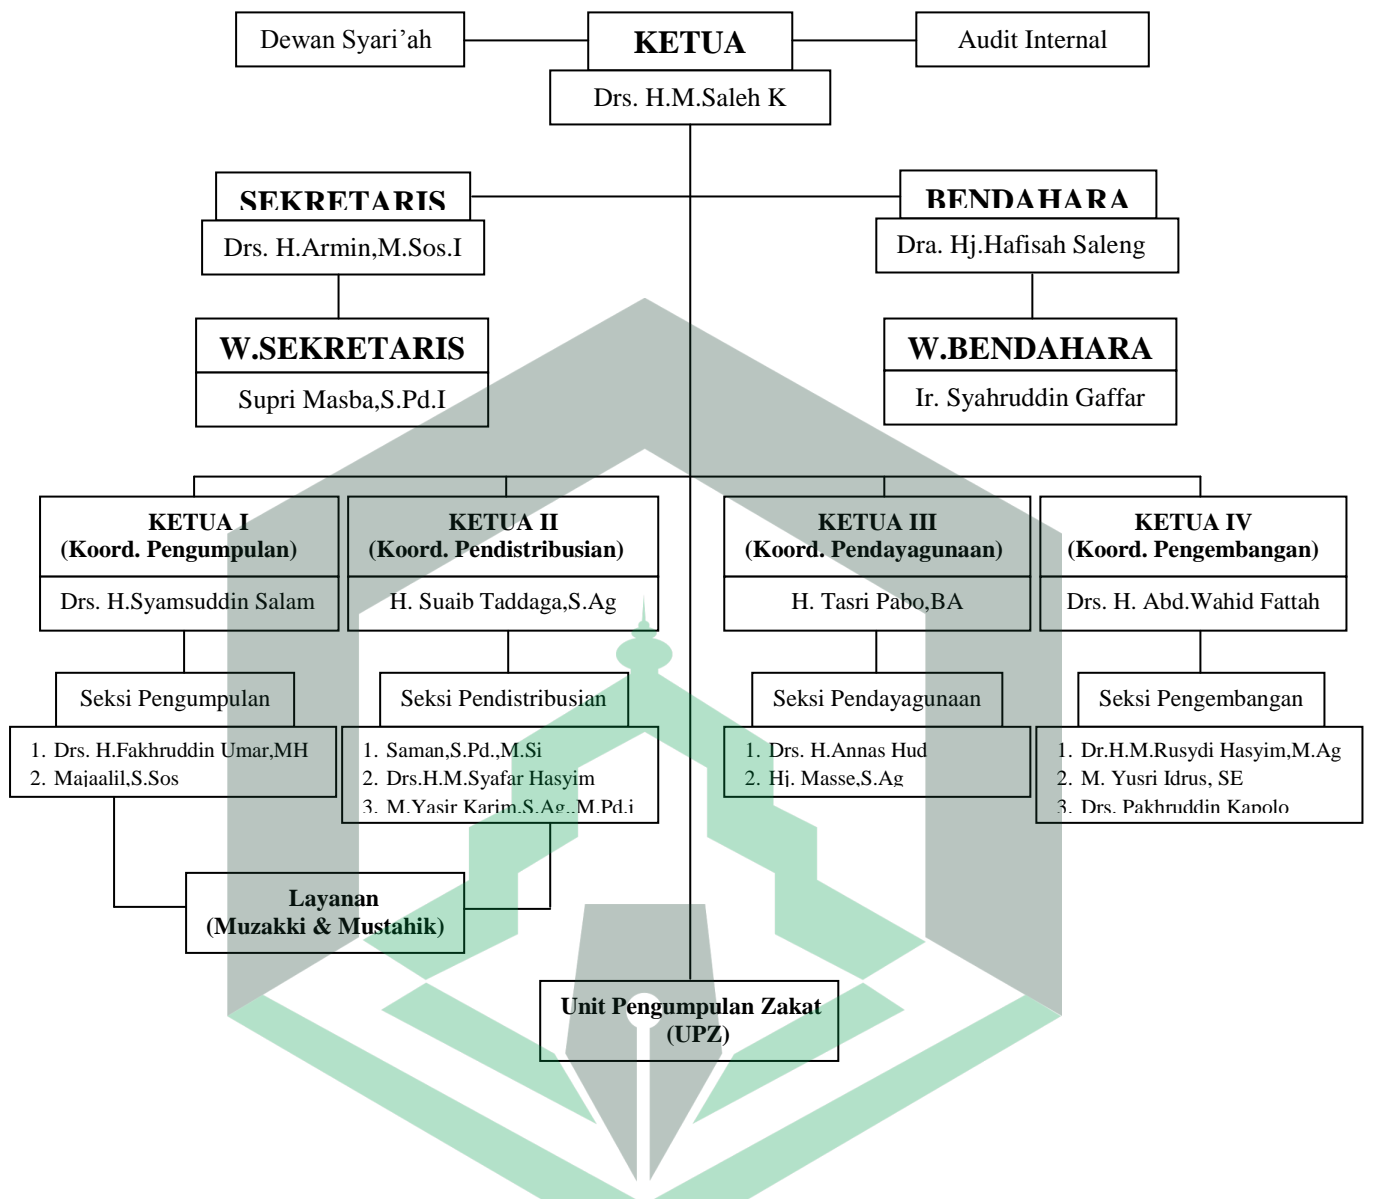 Dewan Syari’ah
KETUA
Audit Internal
Drs. H.M.Saleh K
SEKRETARIS
BENDAHARA
Drs. H.Armin,M.Sos.I
Dra. Hj.Hafisah Saleng
W.SEKRETARIS
W.BENDAHARA
Supri Masba,S.Pd.I
Ir. Syahruddin Gaffar
KETUA I
(Koord. Pengumpulan)
KETUA II
(Koord. Pendistribusian)
KETUA III
(Koord. Pendayagunaan)
KETUA IV
(Koord. Pengembangan)
Drs. H.Syamsuddin Salam
H. Suaib Taddaga,S.Ag
H. Tasri Pabo,BA
Drs. H. Abd.Wahid Fattah
Seksi Pengumpulan
Seksi Pendistribusian
Seksi Pendayagunaan
Seksi Pengembangan
1. Drs. H.Fakhruddin Umar,MH
2. Majaalil,S.Sos
1. Saman,S.Pd.,M.Si
2. Drs.H.M.Syafar Hasyim
3. M.Yasir Karim,S.Ag.,M.Pd.i
1. Drs. H.Annas Hud
2. Hj. Masse,S.Ag
1. Dr.H.M.Rusydi Hasyim,M.Ag
2. M. Yusri Idrus, SE
3. Drs. Pakhruddin Kapolo
Layanan
(Muzakki & Mustahik)
Unit Pengumpulan Zakat
(UPZ)